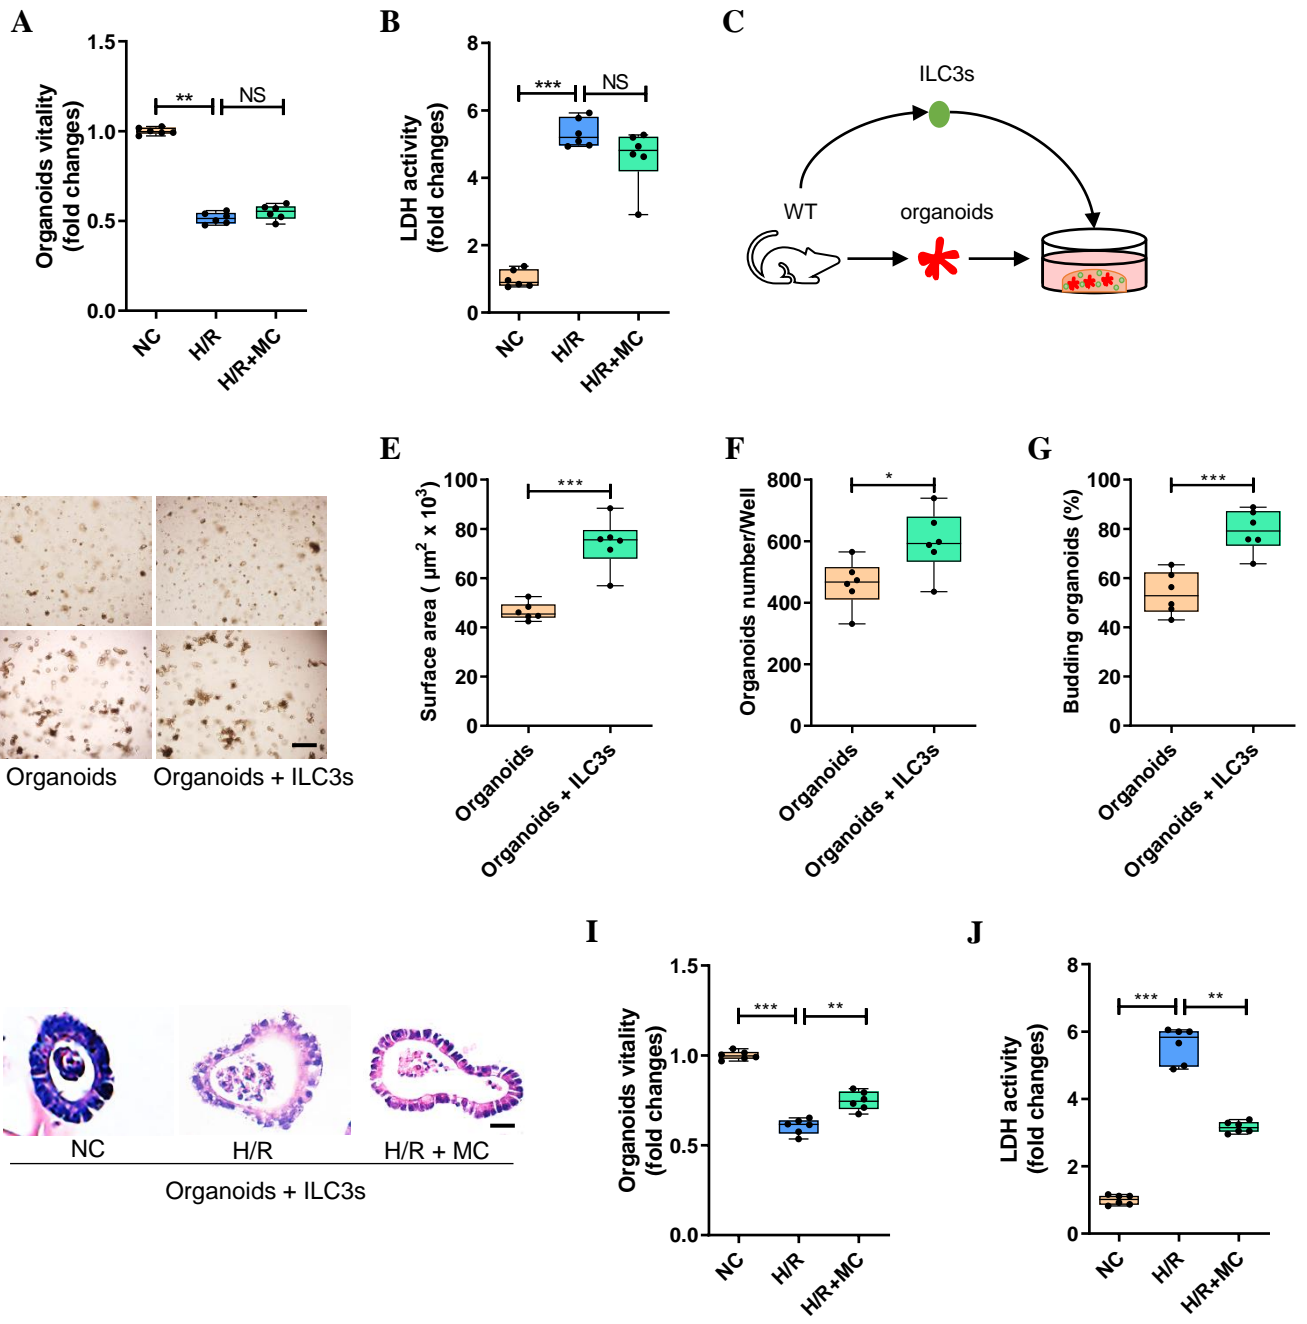 A
Organoids vitality
(fold changes)
1.5
1.0
0.5
0.0
**
NS
NC
H/R
H/R+MC
B
LDH activity
(fold changes)
8
6
4
2
0
***
NS
NC
H/R
H/R+MC
C
ILC3s
WT
organoids
Organoids
Organoids + ILC3s
E
Surface area ( µm² x 10³)
100
80
60
40
20
0
***
Organoids
Organoids + ILC3s
F
Organoids number/Well
800
600
400
200
0
*
Organoids
Organoids + ILC3s
G
Budding organoids (%)
100
80
60
40
20
0
***
Organoids
Organoids + ILC3s
NC
H/R
H/R + MC
Organoids + ILC3s
I
Organoids vitality
(fold changes)
1.5
1.0
0.5
0.0
***
**
NC
H/R
H/R+MC
J
LDH activity
(fold changes)
8
6
4
2
0
***
**
NC
H/R
H/R+MC